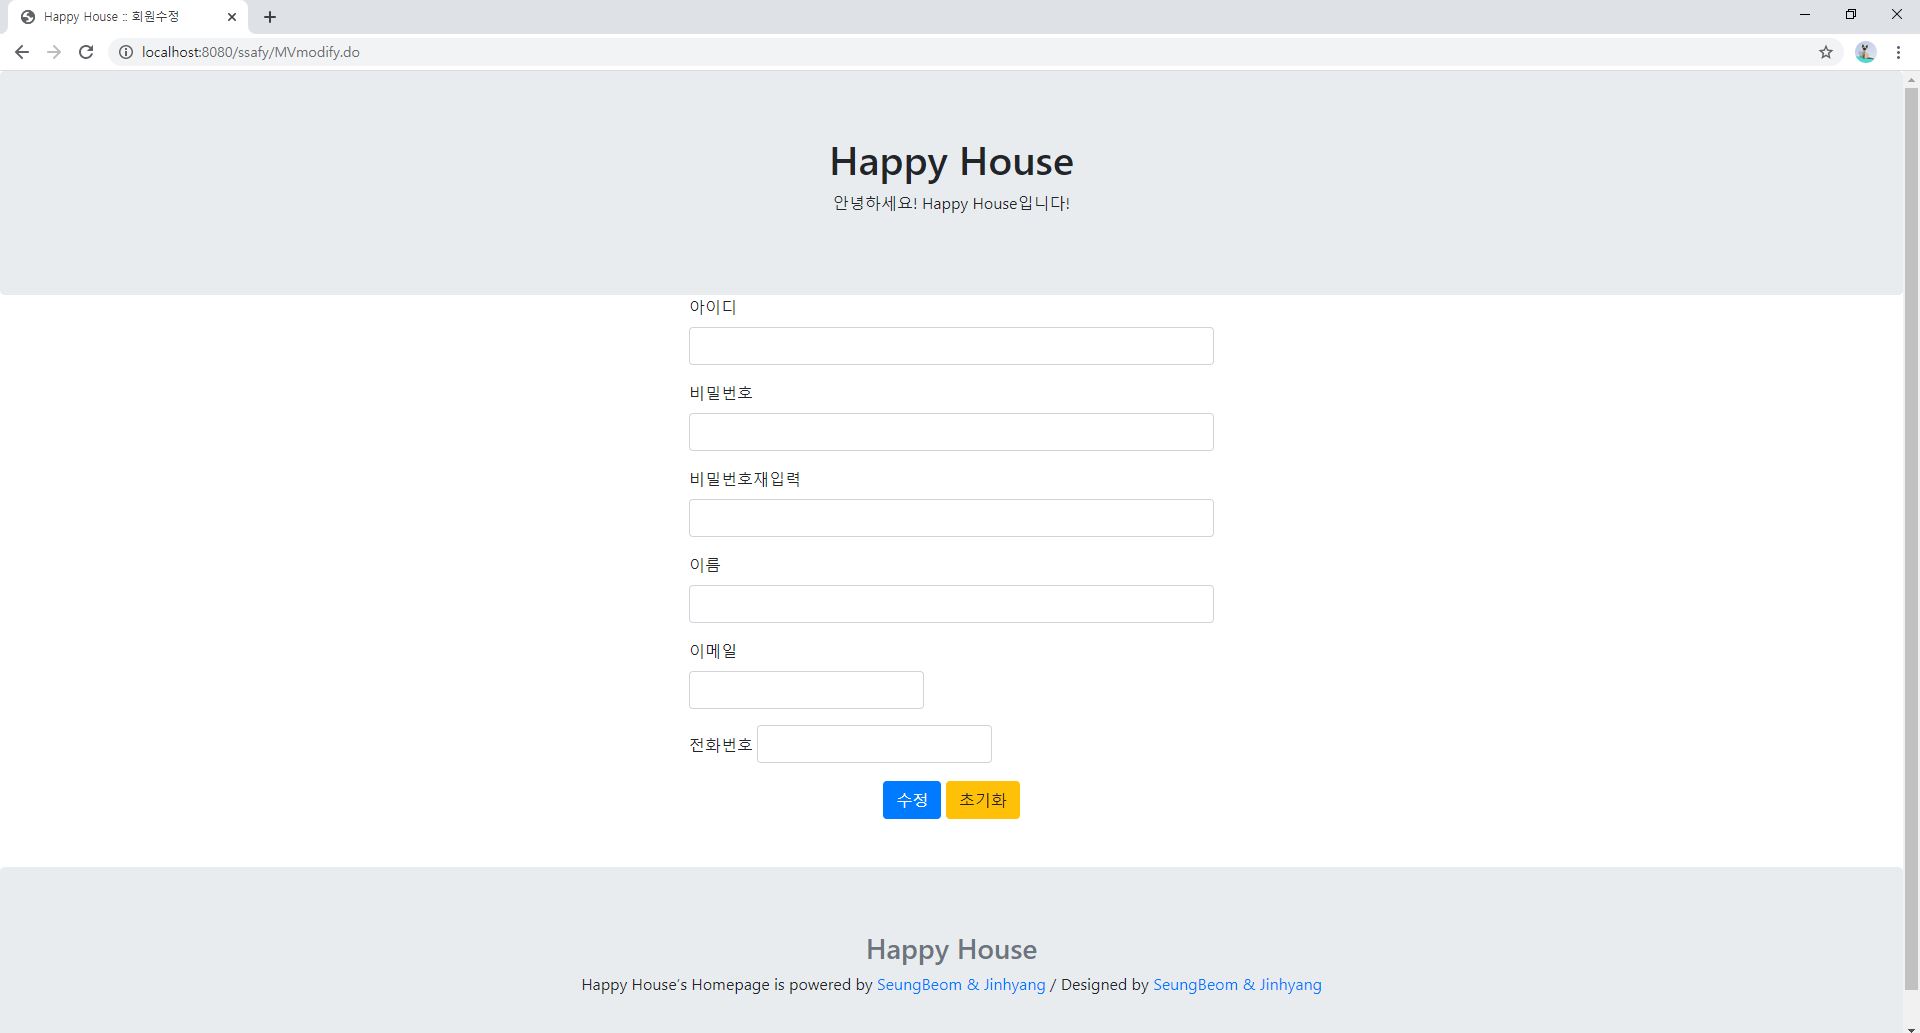 Happy House :: 회원수정
localhost:8080/ssafy/MVmodify.do
Happy House
안녕하세요! Happy House입니다!
아이디
비밀번호
비밀번호재입력
이름
이메일
전화번호
수정 초기화
Happy House
Happy House's Homepage is powered by SeungBeom & Jinhyang / Designed by SeungBeom & Jinhyang